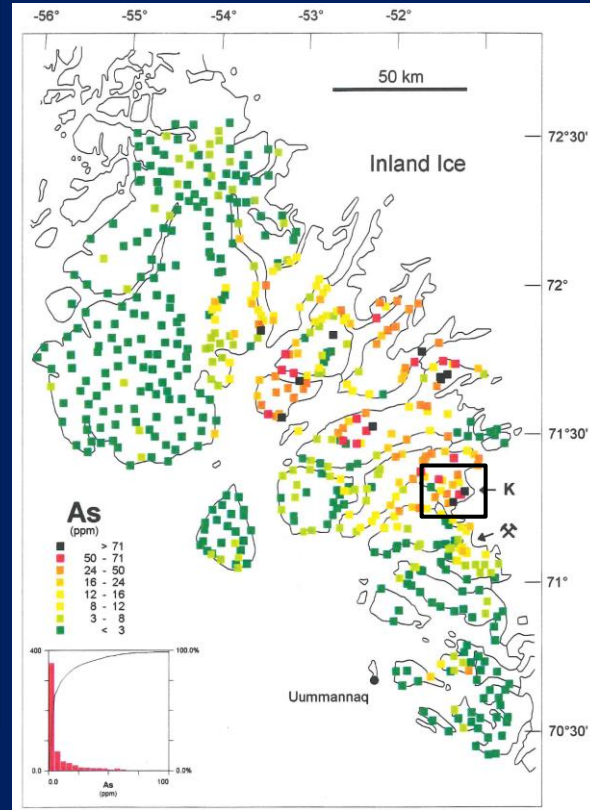 -56°
-55°
-54°
-53°
-52°
50 km
72°30'
Inland Ice
72°
71°30'
K
As
(ppm)
> 71
50 - 71
24 - 50
16 - 24
12 - 16
8 - 12
3 - 8
< 3
71°
400
100.0%
Uummannaq
70°30'
0.0
0.0%
0.0
100
As
(ppm)